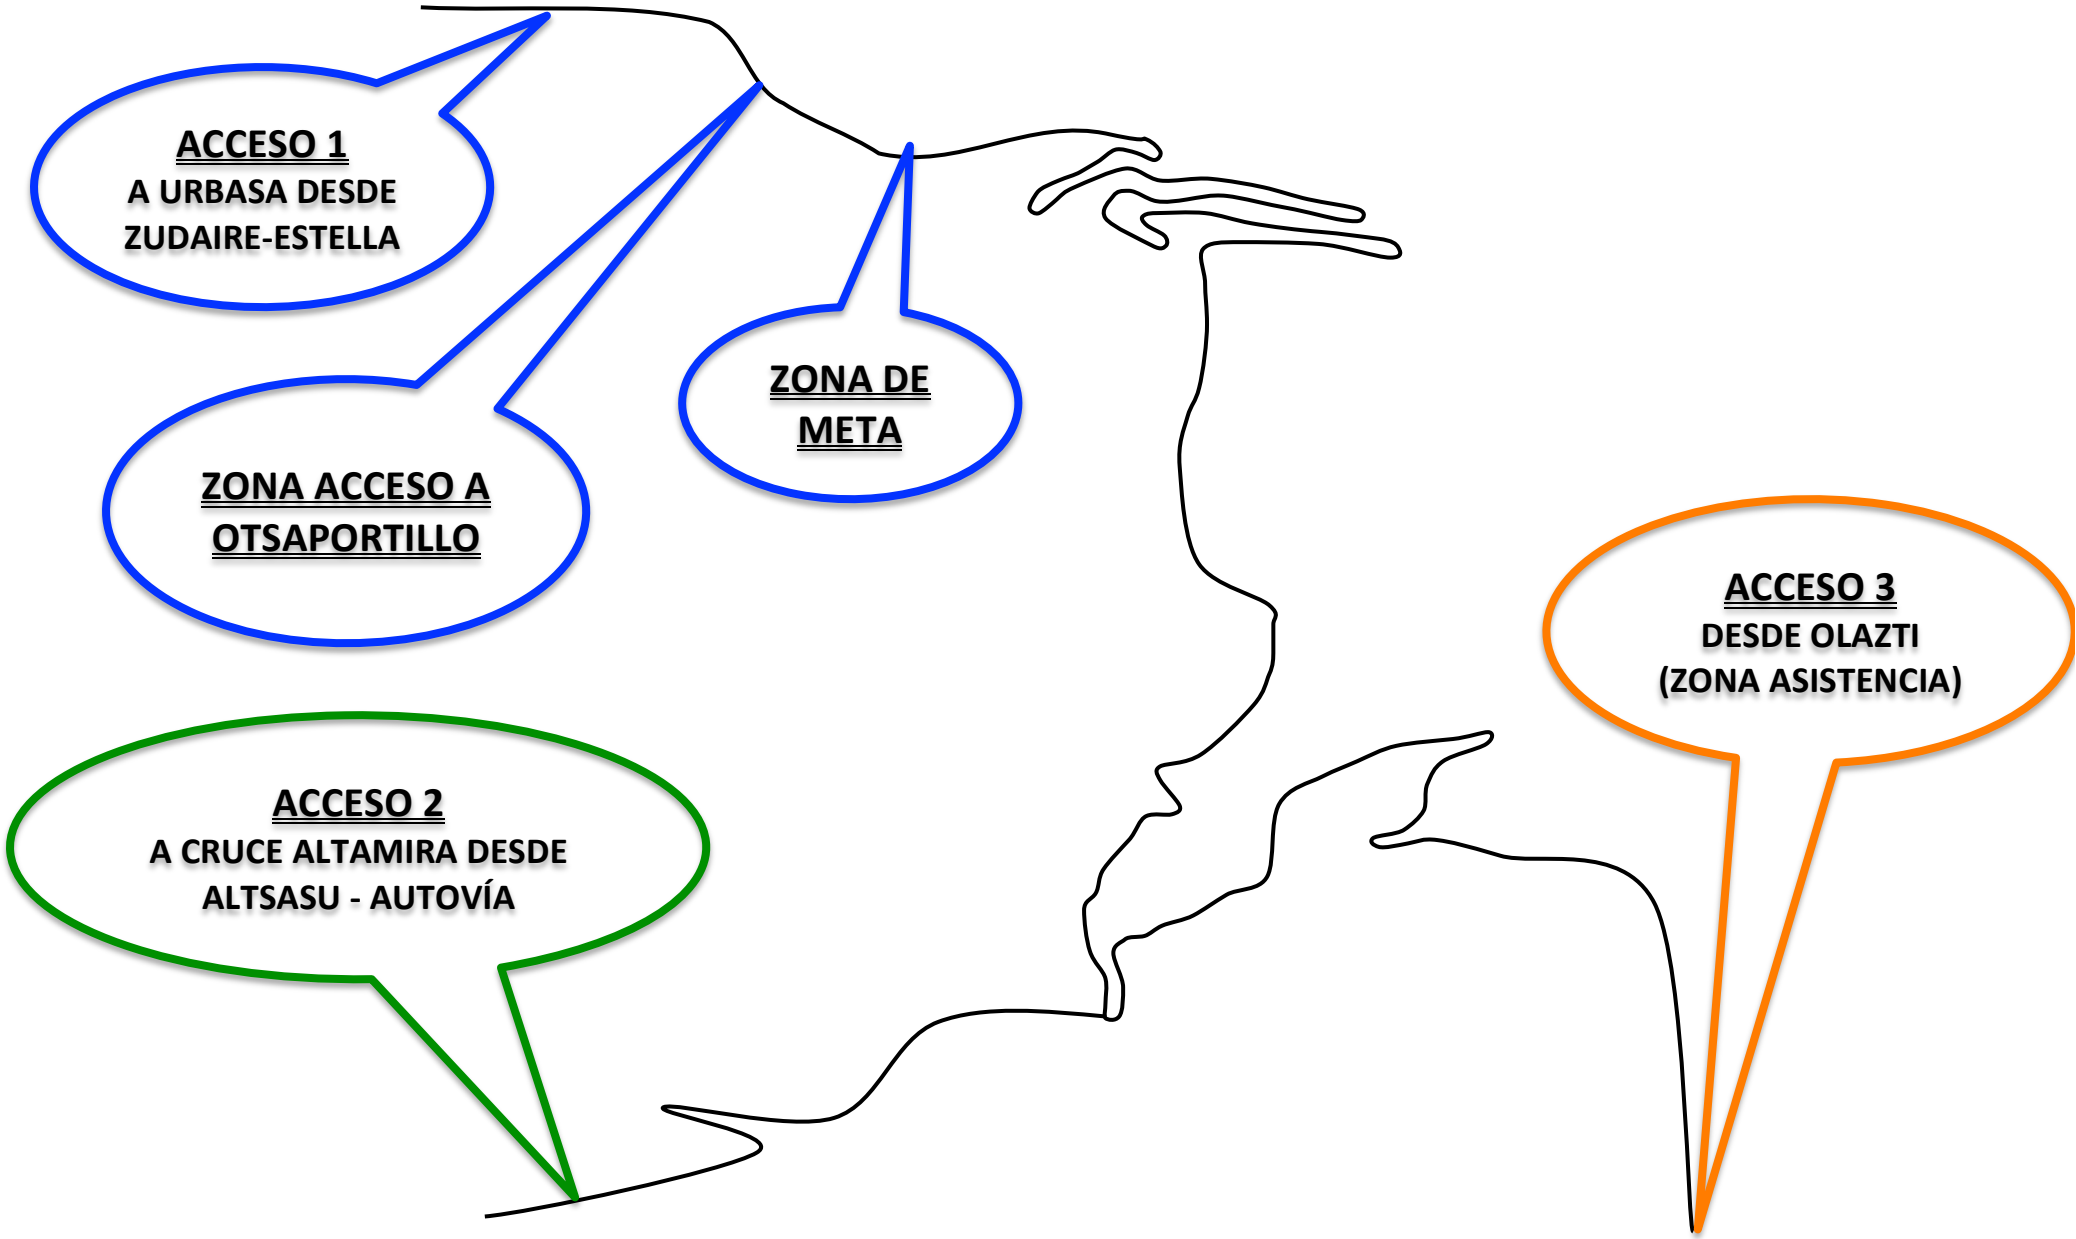 ACCESO 1
A URBASA DESDE
ZUDAIRE-ESTELLA
ZONA DE
META
ZONA ACCESO A
OTSAPORTILLO
ACCESO 3
DESDE OLAZTI
(ZONA ASISTENCIA)
ACCESO 2
A CRUCE ALTAMIRA DESDE
ALTSASU - AUTOVÍA